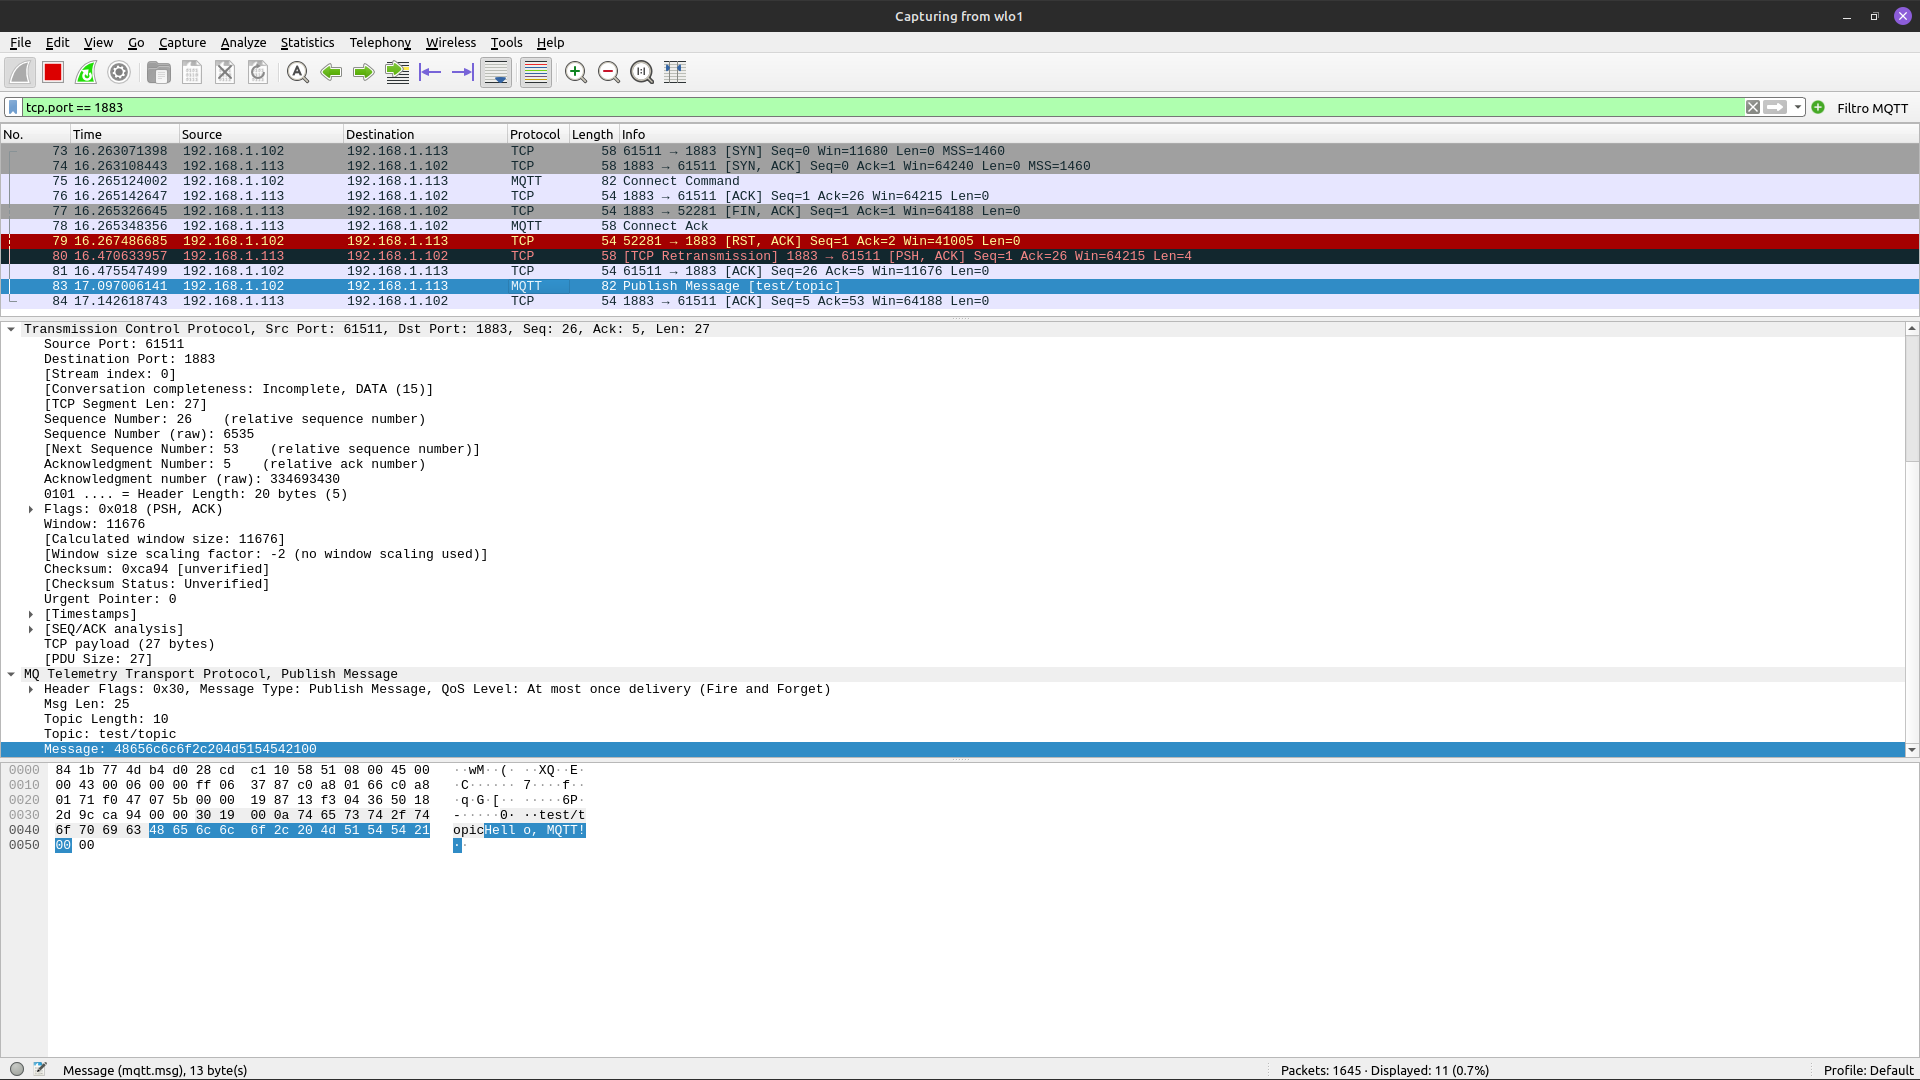 Capturing from wlo1
File Edit View Go Capture Analyze Statistics Telephony Wireless Tools Help
tcp.port == 1883 Filtro MQTT
No. Time Source Destination Protocol Length Info
73 16.263071398 192.168.1.102 192.168.1.113 TCP 58 61511 → 1883 [SYN] Seq=0 Win=11680 Len=0 MSS=1460
74 16.263108443 192.168.1.113 192.168.1.102 TCP 58 1883 → 61511 [SYN, ACK] Seq=0 Ack=1 Win=64240 Len=0 MSS=1460
75 16.265124002 192.168.1.102 192.168.1.113 MQTT 82 Connect Command
76 16.265142647 192.168.1.113 192.168.1.102 TCP 54 1883 → 61511 [ACK] Seq=1 Ack=26 Win=64215 Len=0
77 16.265326645 192.168.1.113 192.168.1.102 TCP 54 1883 → 52281 [FIN, ACK] Seq=1 Ack=1 Win=64188 Len=0
78 16.265348356 192.168.1.113 192.168.1.102 MQTT 58 Connect Ack
79 16.267486685 192.168.1.102 192.168.1.113 TCP 54 52281 → 1883 [RST, ACK] Seq=1 Ack=2 Win=41005 Len=0
80 16.470633957 192.168.1.113 192.168.1.102 TCP 58 [TCP Retransmission] 1883 → 61511 [PSH, ACK] Seq=1 Ack=26 Win=64215 Len=4
81 16.475547499 192.168.1.102 192.168.1.113 TCP 54 61511 → 1883 [ACK] Seq=26 Ack=5 Win=11676 Len=0
83 17.097006141 192.168.1.102 192.168.1.113 MQTT 82 Publish Message [test/topic]
84 17.142618743 192.168.1.113 192.168.1.102 TCP 54 1883 → 61511 [ACK] Seq=5 Ack=53 Win=64188 Len=0
Transmission Control Protocol, Src Port: 61511, Dst Port: 1883, Seq: 26, Ack: 5, Len: 27
Source Port: 61511
Destination Port: 1883
[Stream index: 0]
[Conversation completeness: Incomplete, DATA (15)]
[TCP Segment Len: 27]
Sequence Number: 26 (relative sequence number)
Sequence Number (raw): 6535
[Next Sequence Number: 53 (relative sequence number)]
Acknowledgment Number: 5 (relative ack number)
Acknowledgment number (raw): 334693430
0101 .... = Header Length: 20 bytes (5)
Flags: 0x018 (PSH, ACK)
Window: 11676
[Calculated window size: 11676]
[Window size scaling factor: -2 (no window scaling used)]
Checksum: 0xca94 [unverified]
[Checksum Status: Unverified]
Urgent Pointer: 0
[Timestamps]
[SEQ/ACK analysis]
TCP payload (27 bytes)
[PDU Size: 27]
MQ Telemetry Transport Protocol, Publish Message
Header Flags: 0x30, Message Type: Publish Message, QoS Level: At most once delivery (Fire and Forget)
Msg Len: 25
Topic Length: 10
Topic: test/topic
Message: 48656c6c6f2c204d5154542100
0000 84 1b 77 4d b4 d0 28 cd c1 10 58 51 08 00 45 00 ··wM··(· ··XQ··E·
0010 00 43 00 06 00 00 ff 06 37 87 c0 a8 01 66 c0 a8 ·C······ 7····f··
0020 01 71 f0 47 07 5b 00 00 19 87 13 f3 04 36 50 18 ·q·G·[·· ·····6P·
0030 2d 9c ca 94 00 00 30 19 00 0a 74 65 73 74 2f 74 -·····0· ··test/t
0040 6f 70 69 63 48 65 6c 6c 6f 2c 20 4d 51 54 54 21 opicHell o, MQTT!
0050 00 00 ··
Message (mqtt.msg), 13 byte(s) Packets: 1645 · Displayed: 11 (0.7%) Profile: Default